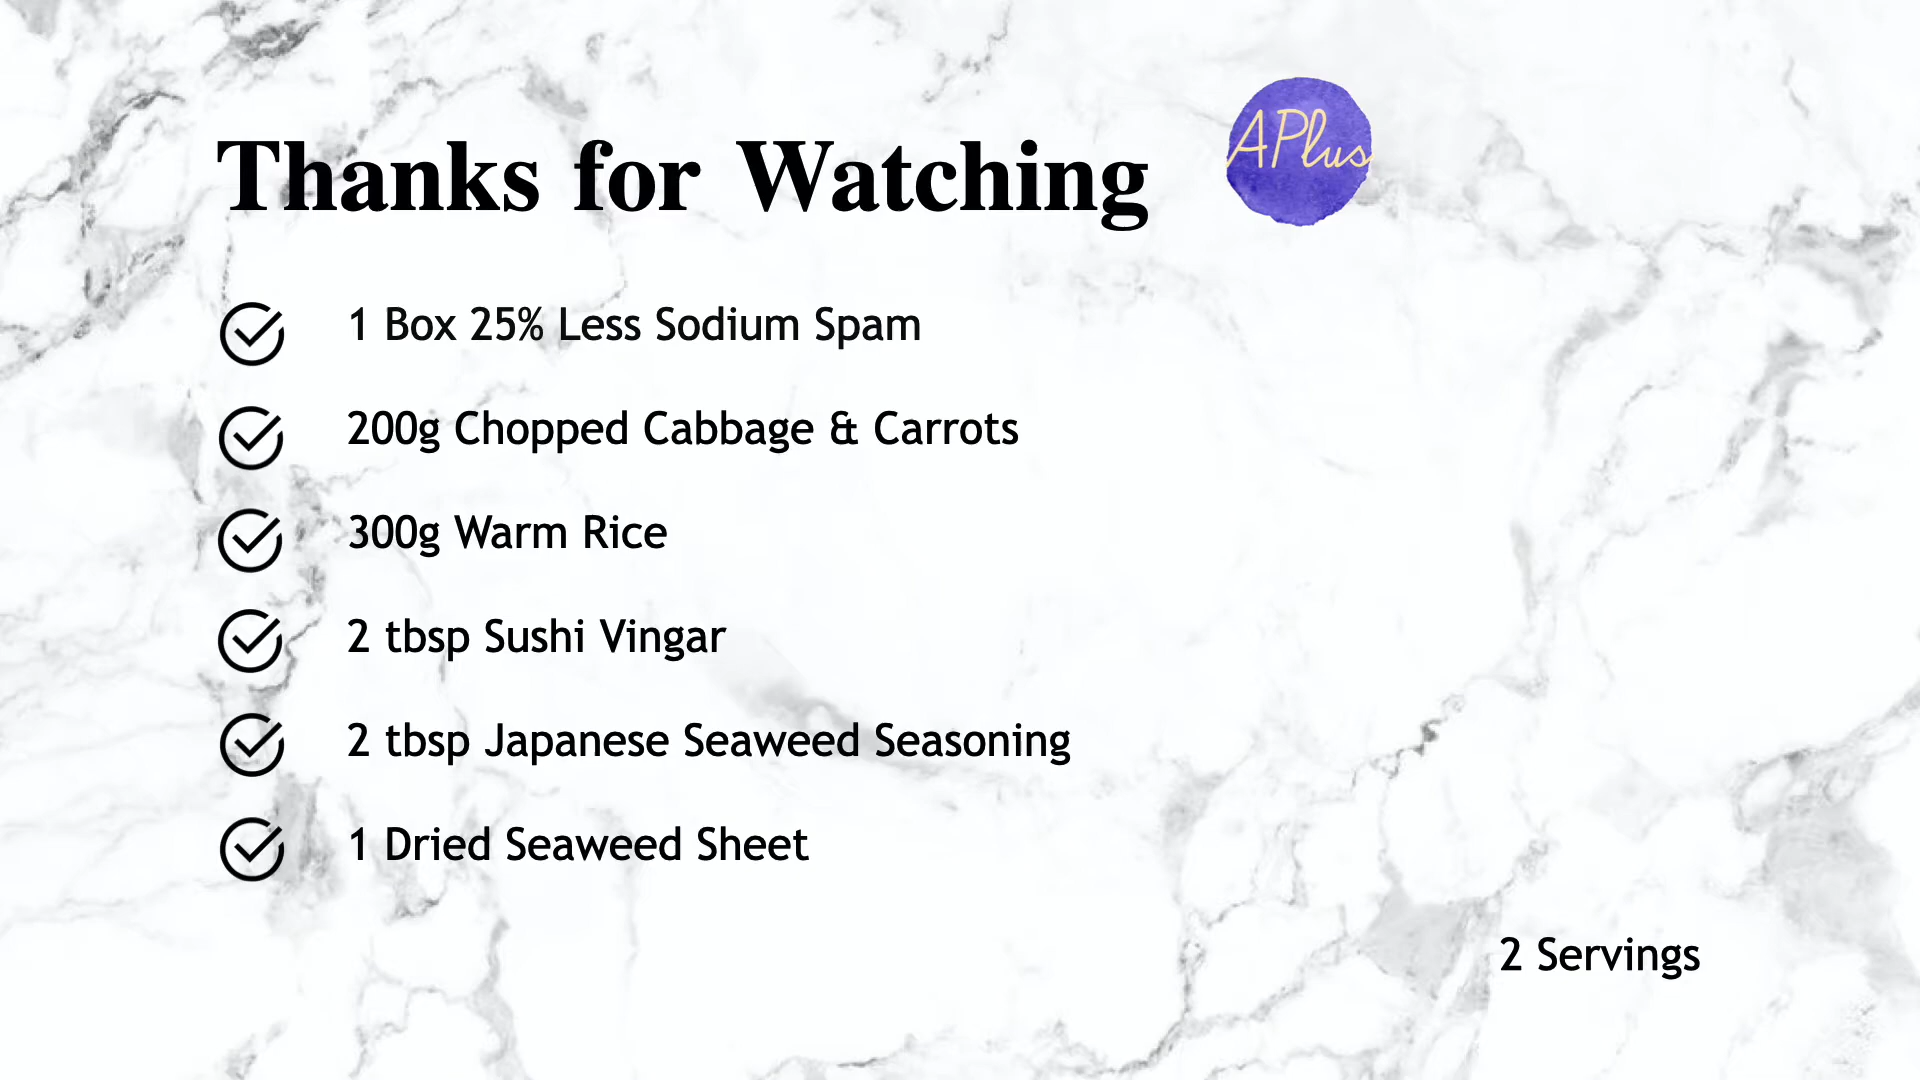 Thanks for Watching
APlus
1 Box 25% Less Sodium Spam
200g Chopped Cabbage & Carrots
300g Warm Rice
2 tbsp Sushi Vingar
2 tbsp Japanese Seaweed Seasoning
1 Dried Seaweed Sheet
2 Servings